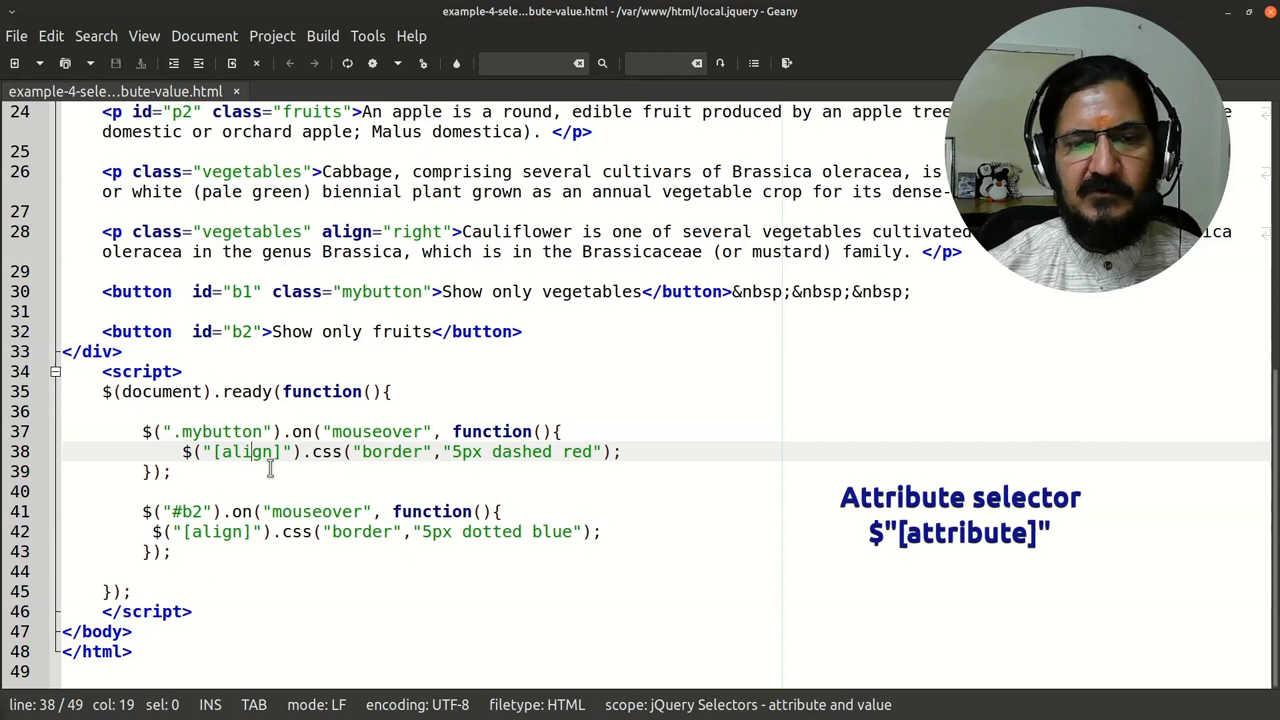 example-4-sele...bute-value.html - /var/www/html/local.jquery - Geany
File Edit Search View Document Project Build Tools Help
example-4-sele...bute-value.html
24 <p id="p2" class="fruits">An apple is a round, edible fruit produced by an apple tree
domestic or orchard apple; Malus domestica). </p>
25
26 <p class="vegetables">Cabbage, comprising several cultivars of Brassica oleracea, is
or white (pale green) biennial plant grown as an annual vegetable crop for its dense-
27
28 <p class="vegetables" align="right">Cauliflower is one of several vegetables cultivated
oleracea in the genus Brassica, which is in the Brassicaceae (or mustard) family. </p>
29
30 <button  id="b1" class="mybutton">Show only vegetables</button>&nbsp;&nbsp;&nbsp;
31
32 <button  id="b2">Show only fruits</button>
33 </div>
34 <script>
35 $(document).ready(function(){
36
37 $(".mybutton").on("mouseover", function(){
38 $("[align]").css("border","5px dashed red");
39 });
40
41 $("#b2").on("mouseover", function(){
42 $("[align]").css("border","5px dotted blue");
43 });
44
45 });
46 </script>
47 </body>
48 </html>
49
Attribute selector
$"[attribute]"
line: 38 / 49 col: 19 sel: 0 INS TAB mode: LF encoding: UTF-8 filetype: HTML scope: jQuery Selectors - attribute and value